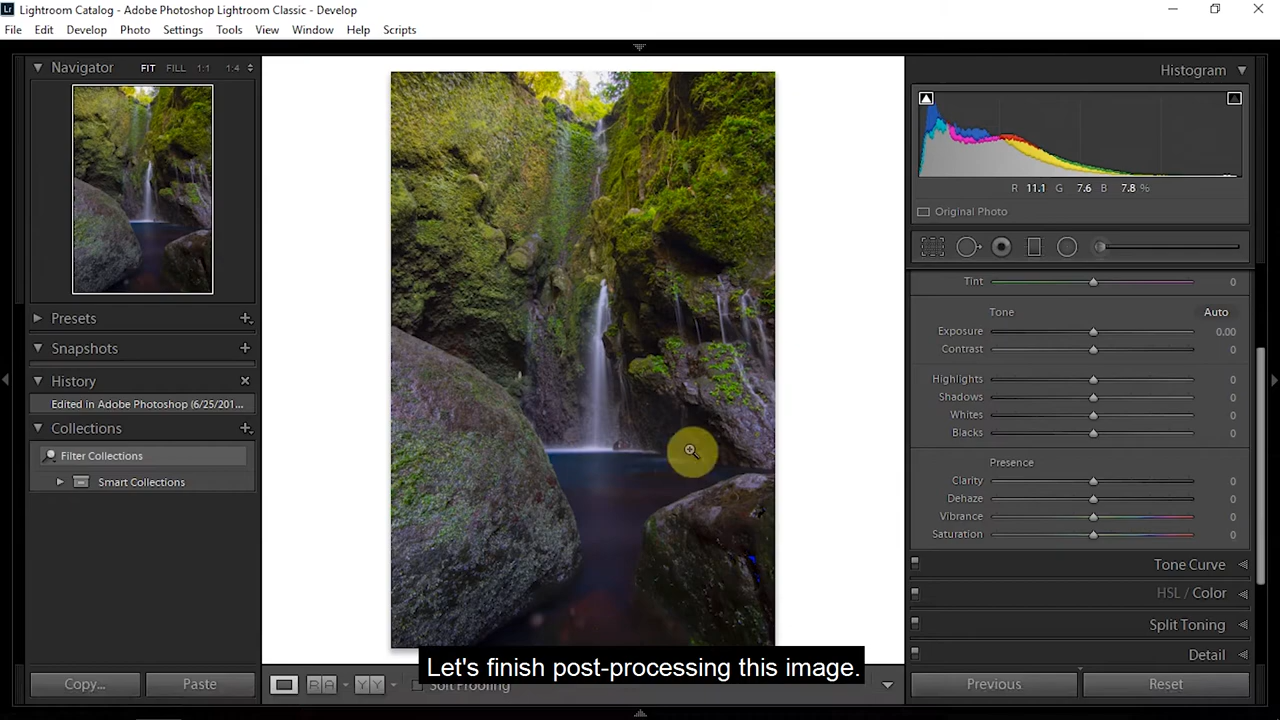 Lr Lightroom Catalog - Adobe Photoshop Lightroom Classic - Develop
File Edit Develop Photo Settings View Tools Window Help Scripts
Navigator FIT FILL 1:1 1:4
Presets
Snapshots
History
Edited in Adobe Photoshop (6/25/201...
Collections
Filter Collections
Smart Collections
Copy... Paste
Let's finish post-processing this image.
Soft Proofing
Histogram
R 11.1 G 7.6 B 7.8 %
Original Photo
Tint 0
Tone Auto
Exposure 0.00
Contrast 0
Highlights 0
Shadows 0
Whites 0
Blacks 0
Presence
Clarity 0
Dehaze 0
Vibrance 0
Saturation 0
Tone Curve
HSL / Color
Split Toning
Detail
Previous Reset